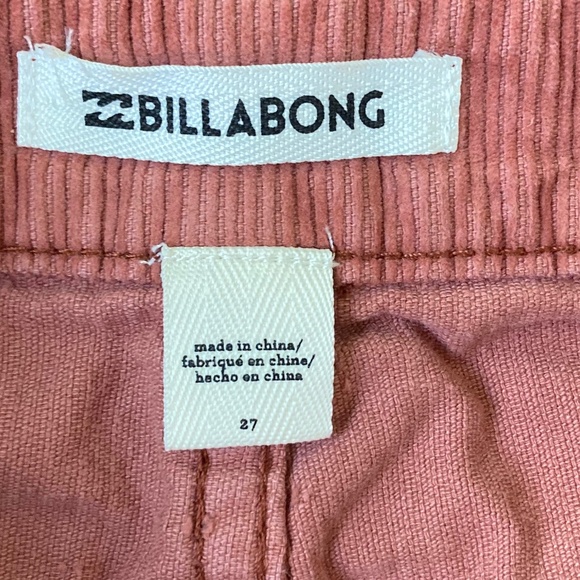 BILLABONG
made in china/
fabriqué en chine/
hecho en china
27